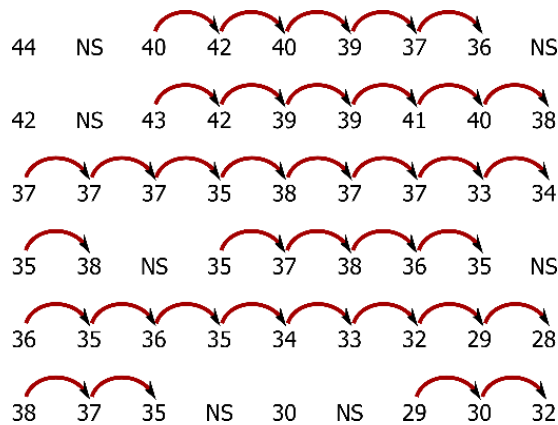 44 NS 40 42 40 39 37 36 NS
42 NS 43 42 39 39 41 40 38
37 37 37 35 38 37 37 33 34
35 38 NS 35 37 38 36 35 NS
36 35 36 35 34 33 32 29 28
38 37 35 NS 30 NS 29 30 32